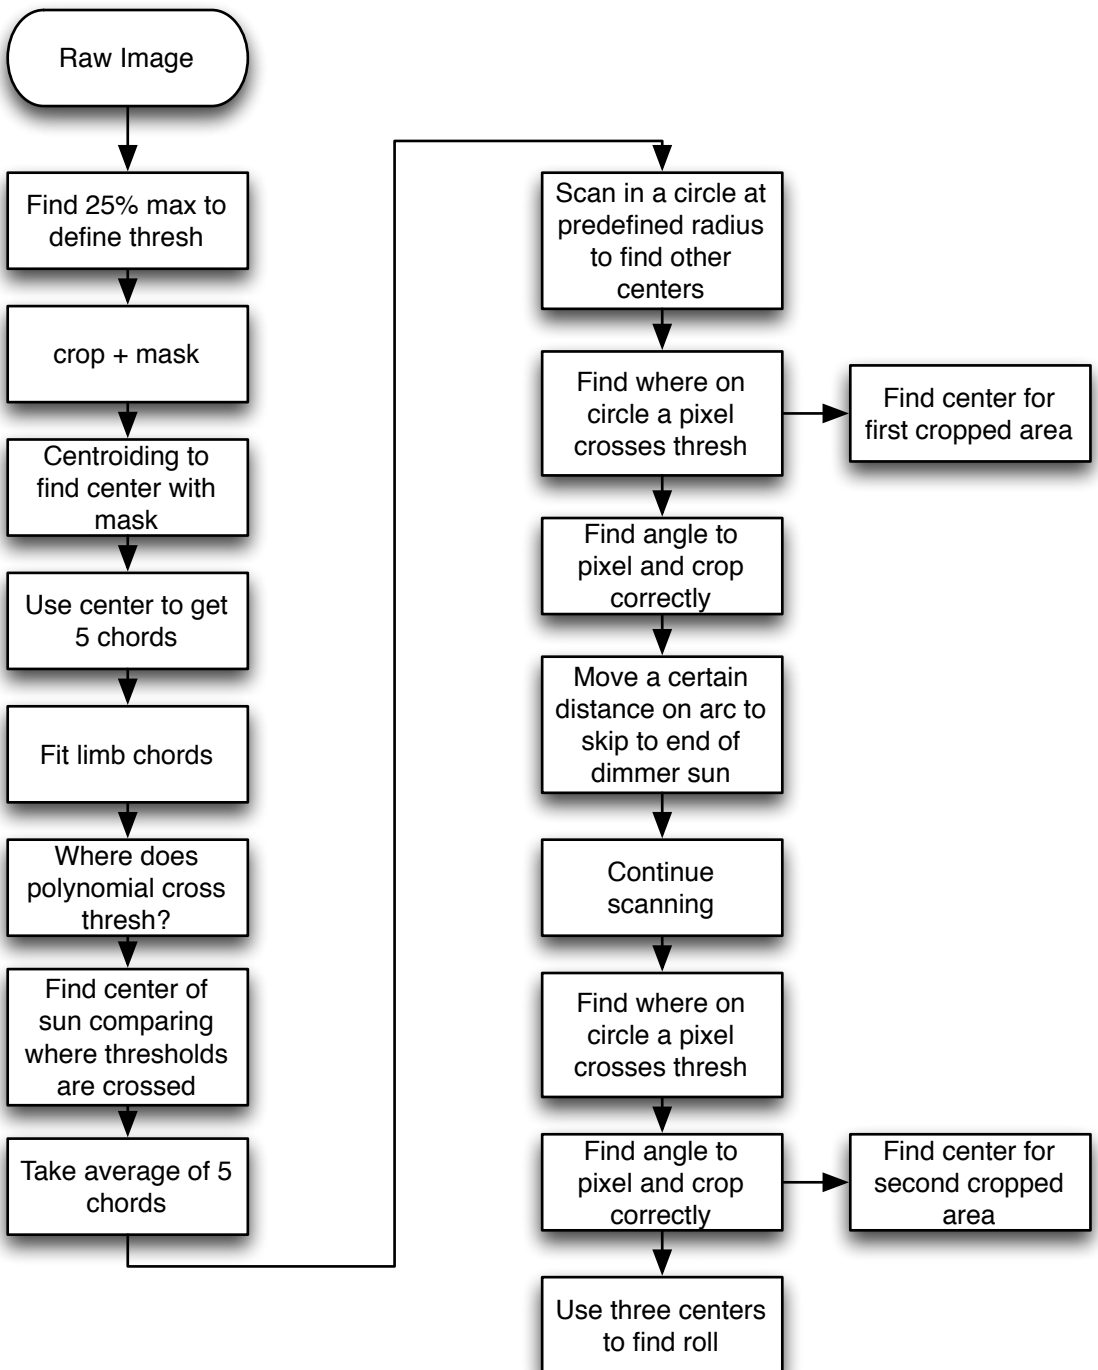 Raw Image
Find 25% max to
define thresh
crop + mask
Centroiding to
find center with
mask
Use center to get
5 chords
Fit limb chords
Where does
polynomial cross
thresh?
Find center of
sun comparing
where thresholds
are crossed
Take average of 5
chords
Scan in a circle at
predefined radius
to find other
centers
Find where on
circle a pixel
crosses thresh
Find center for
first cropped area
Find angle to
pixel and crop
correctly
Move a certain
distance on arc to
skip to end of
dimmer sun
Continue
scanning
Find where on
circle a pixel
crosses thresh
Find angle to
pixel and crop
correctly
Find center for
second cropped
area
Use three centers
to find roll